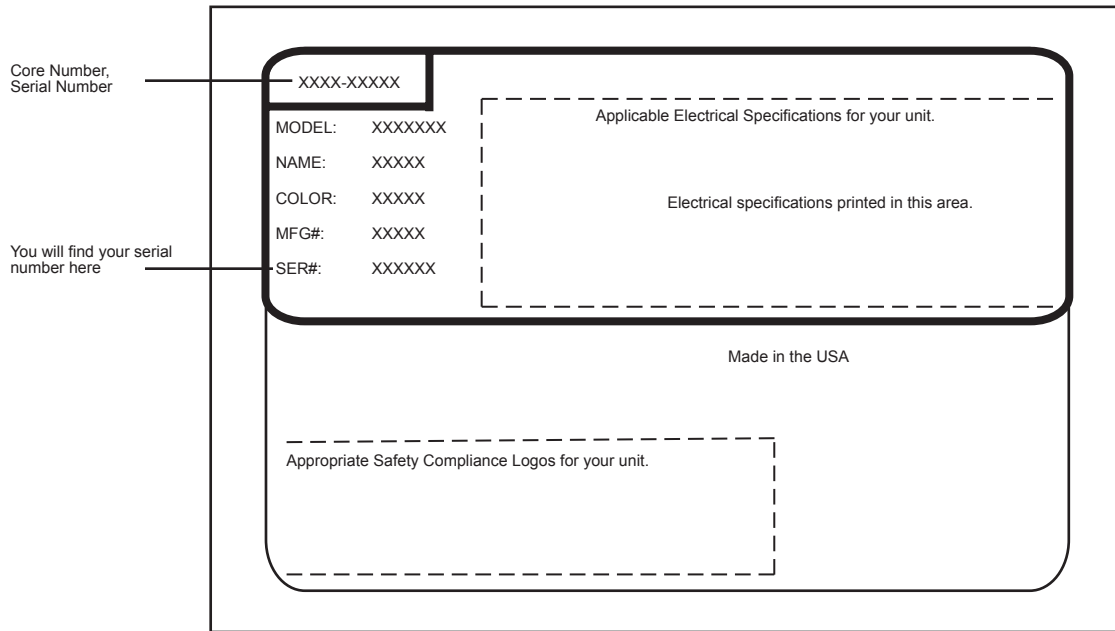 Core Number,
Serial Number
XXXX-XXXXX
MODEL: XXXXXXX
NAME: XXXXX
COLOR: XXXXX
MFG#: XXXXX
You will find your serial
number here
SER#: XXXXXX
Applicable Electrical Specifications for your unit.
Electrical specifications printed in this area.
Made in the USA
Appropriate Safety Compliance Logos for your unit.